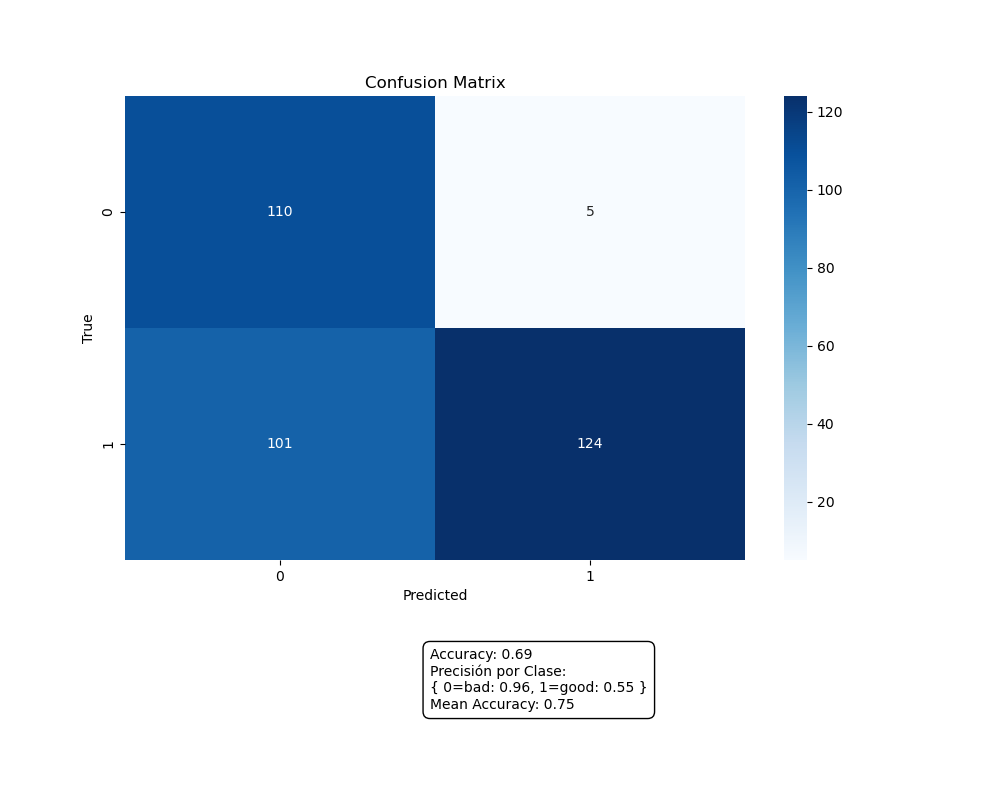 Confusion Matrix
110
5
101
124
0
1
True
0
1
Predicted
120
100
80
60
40
20
Accuracy: 0.69
Precisión por Clase:
{ 0=bad: 0.96, 1=good: 0.55 }
Mean Accuracy: 0.75